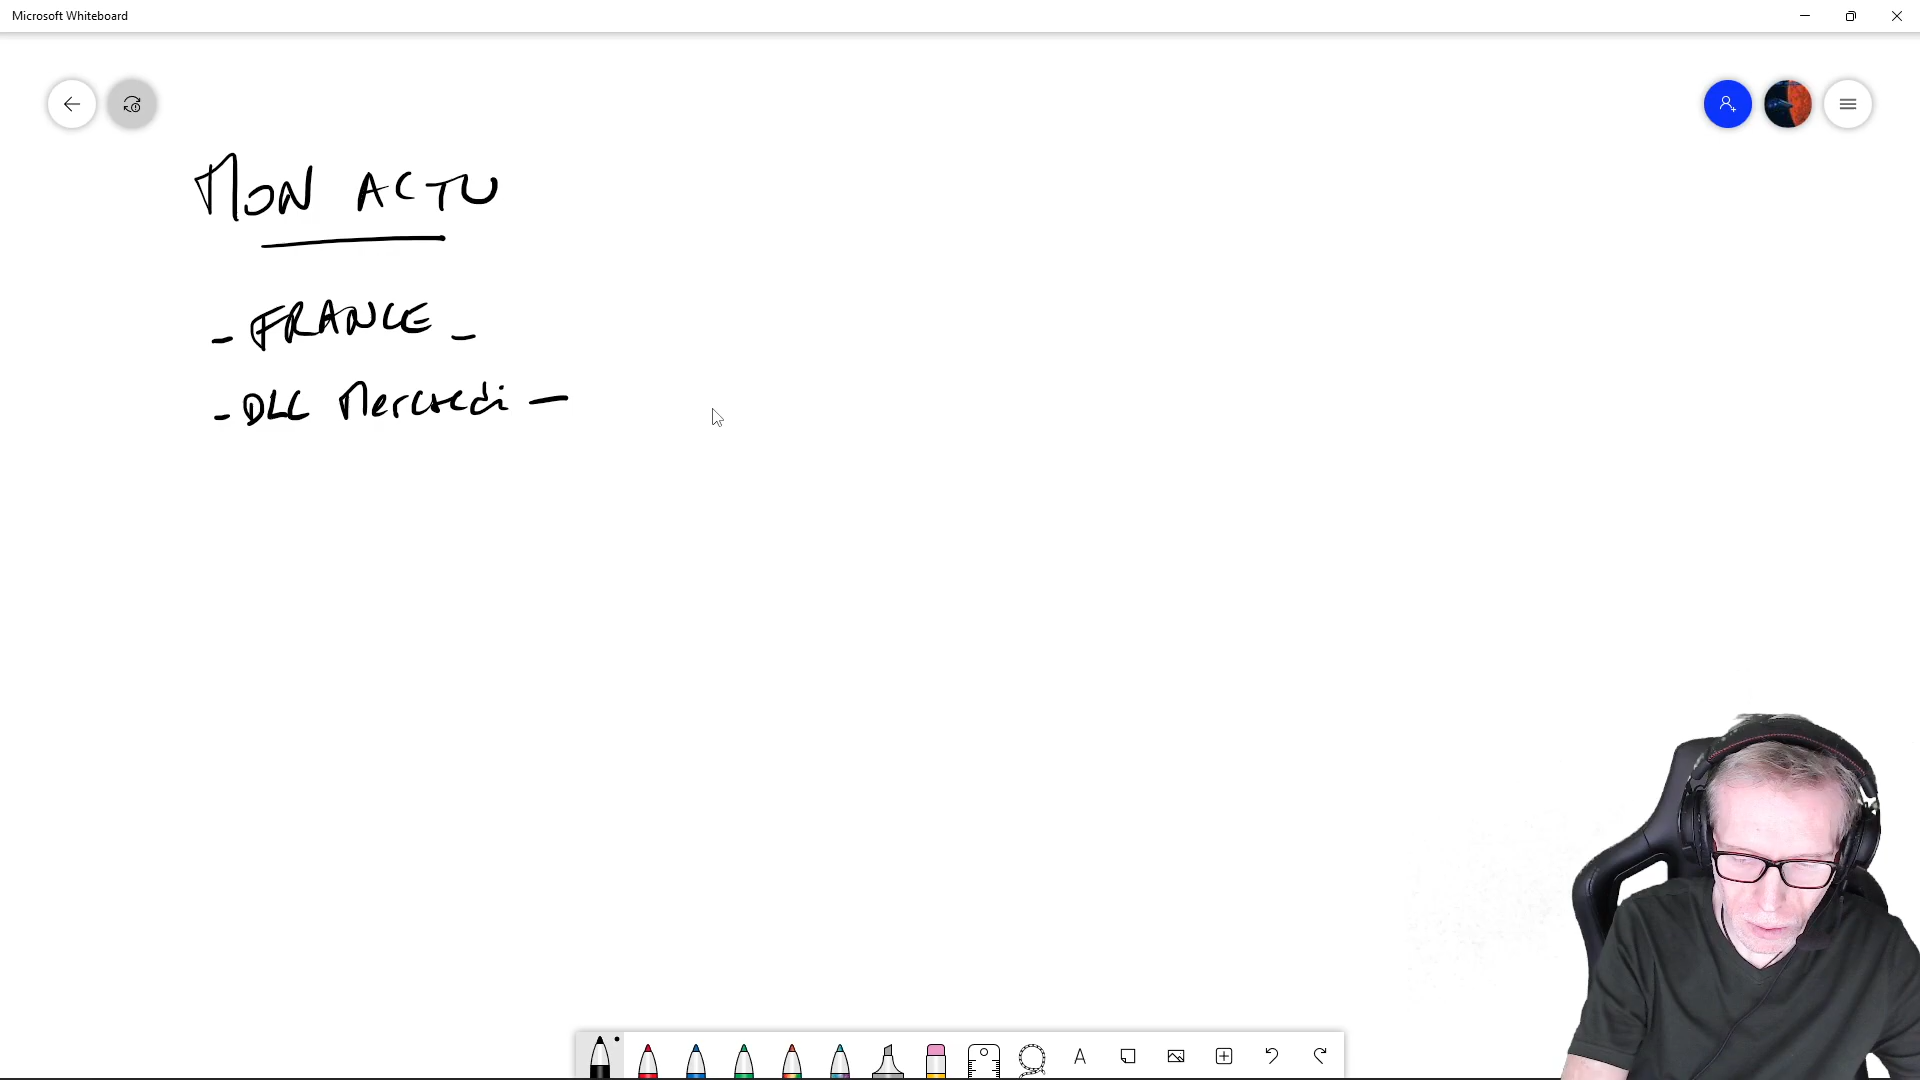 Microsoft Whiteboard
MON ACTU
- FRANCE -
- DLC Mercredi -
A